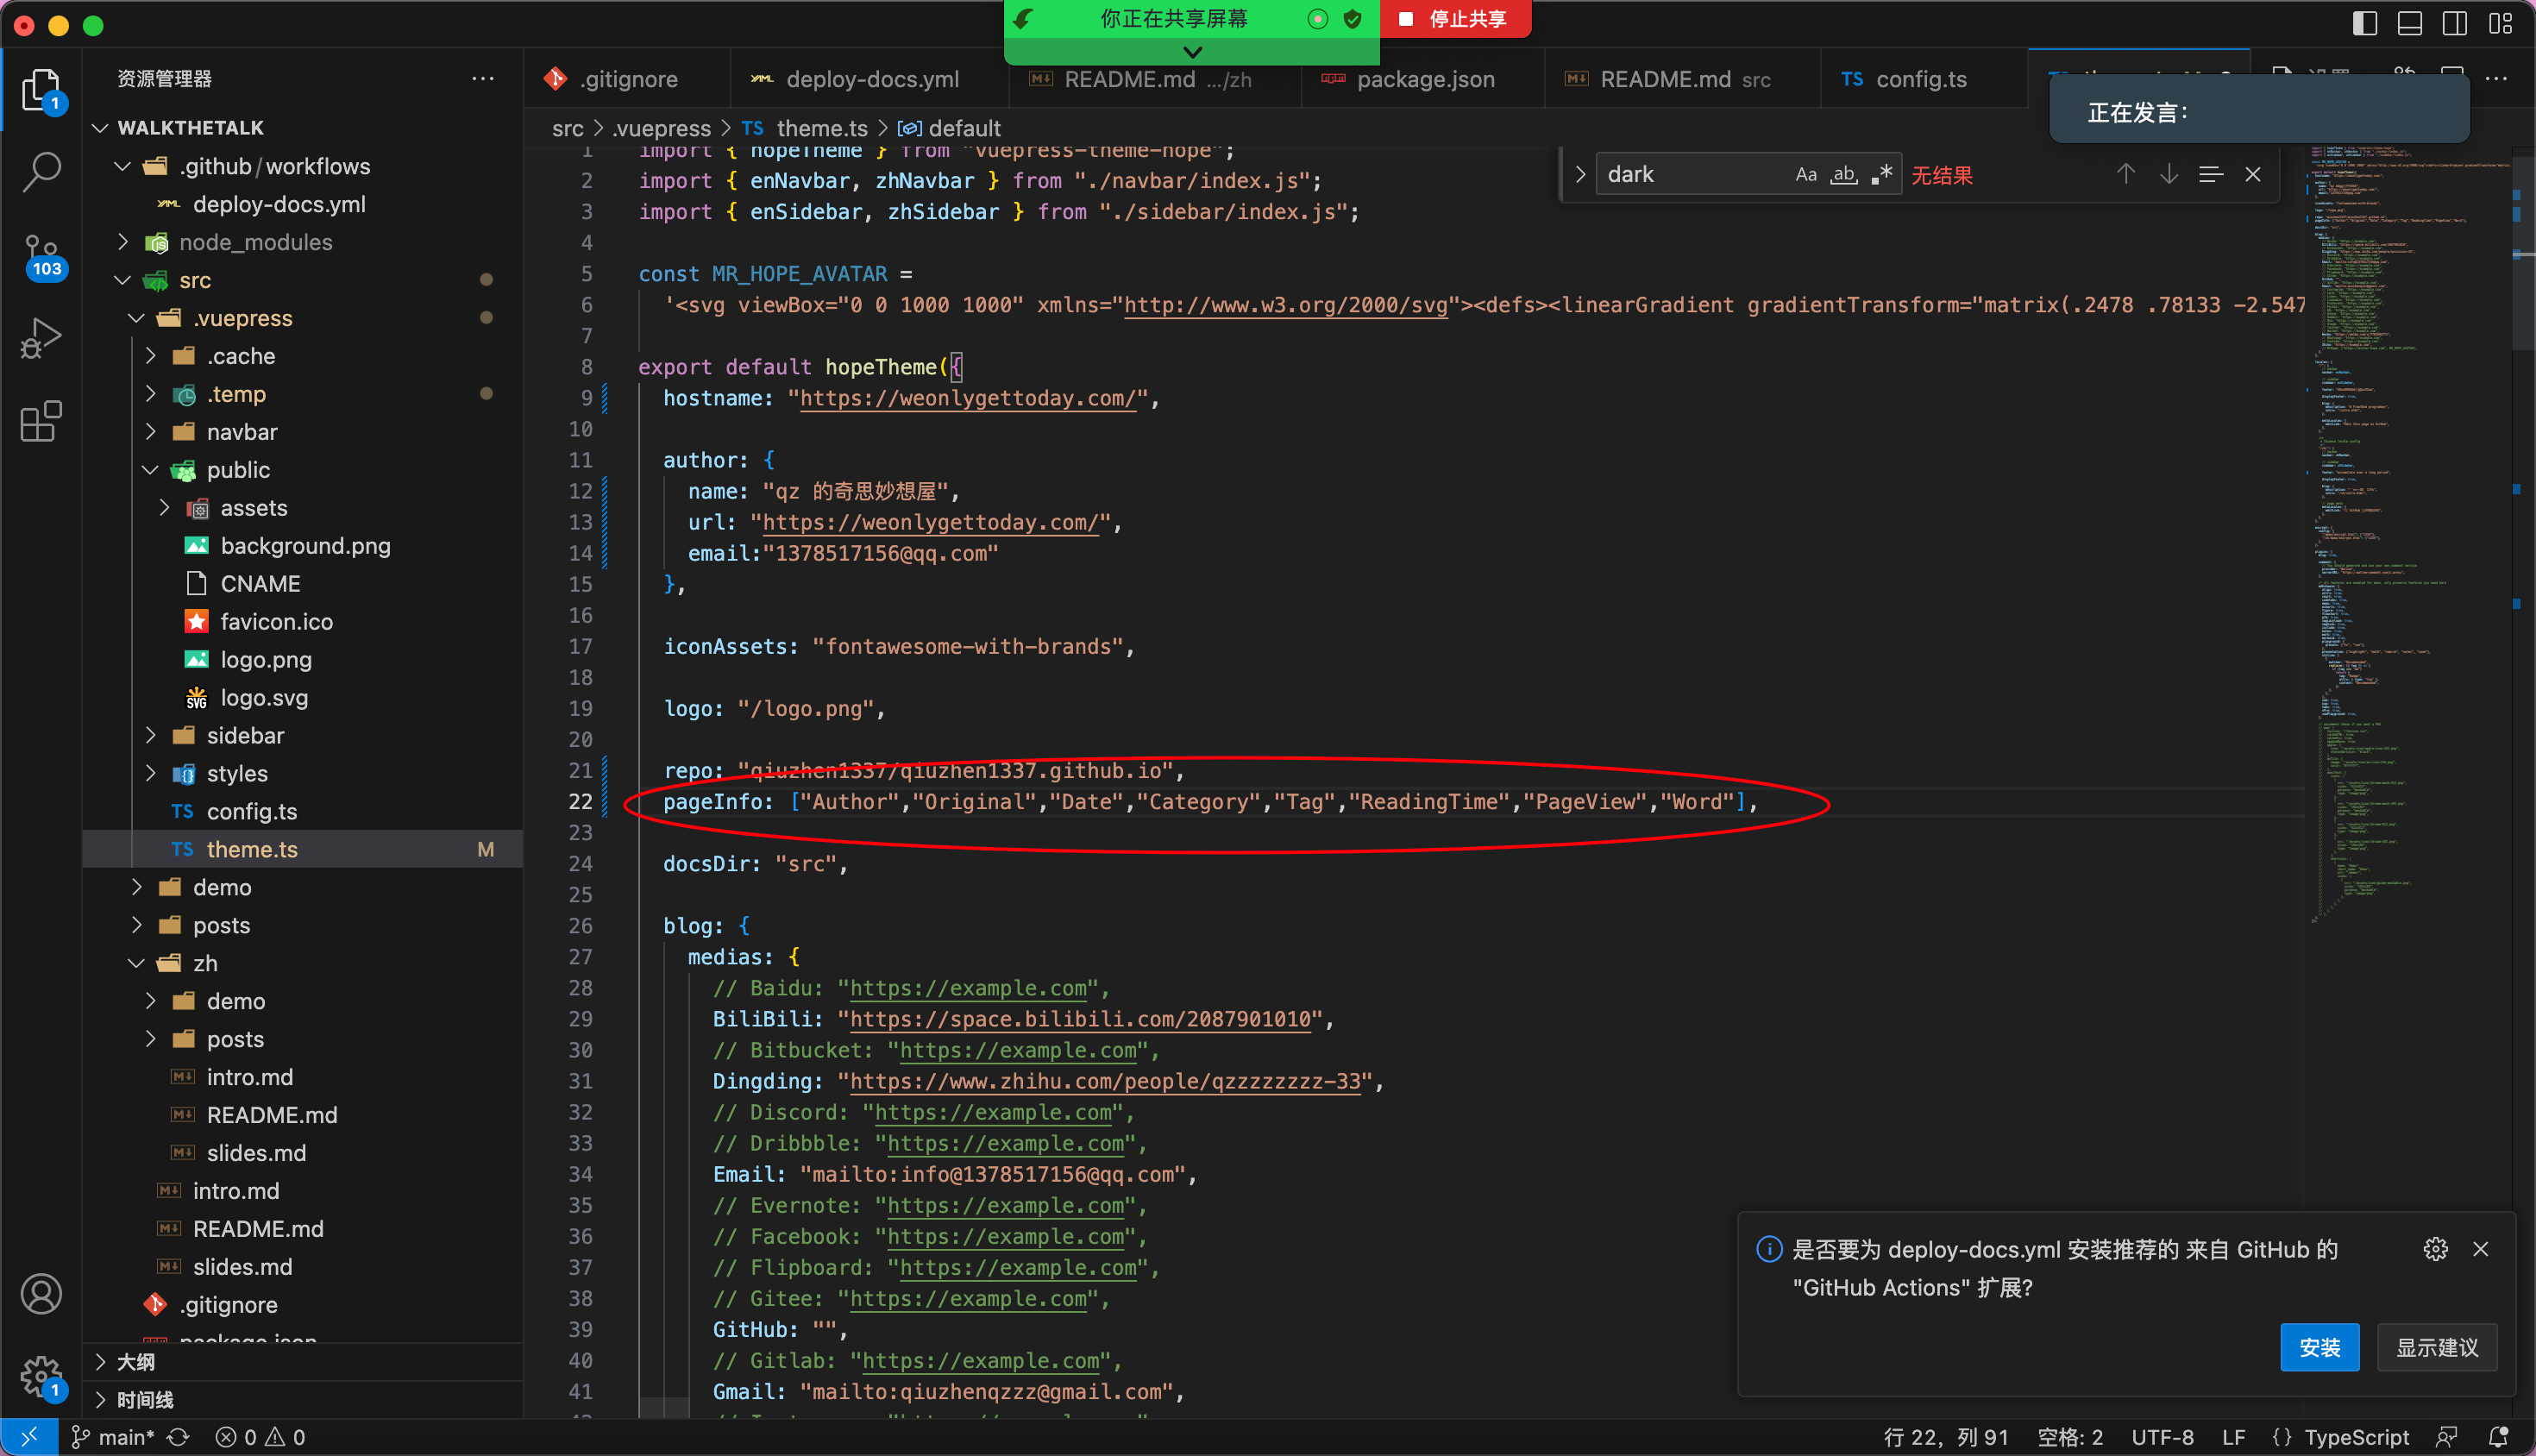 你正在共享屏幕
停止共享
资源管理器
.gitignore
deploy-docs.yml
README.md .../zh
package.json
README.md src
TS config.ts
正在发言:
1
WALKTHETALK
src > .vuepress > TS theme.ts > default
.github/workflows
deploy-docs.yml
node_modules
103
src
.vuepress
.cache
.temp
navbar
public
assets
background.png
CNAME
favicon.ico
logo.png
logo.svg
sidebar
styles
TS config.ts
TS theme.ts M
demo
posts
zh
demo
posts
intro.md
README.md
slides.md
intro.md
README.md
slides.md
.gitignore
package.json
大纲
时间线
1
dark
Aa ab .*
无结果
1 import { hopeTheme } from "vuepress-theme-hope";
2 import { enNavbar, zhNavbar } from "./navbar/index.js";
3 import { enSidebar, zhSidebar } from "./sidebar/index.js";
4
5 const MR_HOPE_AVATAR =
6 '<svg viewBox="0 0 1000 1000" xmlns="http://www.w3.org/2000/svg"><defs><linearGradient gradientTransform="matrix(.2478 .78133 -2.547
7
8 export default hopeTheme({
9 hostname: "https://weonlygettoday.com/",
10
11 author: {
12 name: "qz 的奇思妙想屋",
13 url: "https://weonlygettoday.com/",
14 email:"1378517156@qq.com"
15 },
16
17 iconAssets: "fontawesome-with-brands",
18
19 logo: "/logo.png",
20
21 repo: "qiuzhen1337/qiuzhen1337.github.io",
22 pageInfo: ["Author","Original","Date","Category","Tag","ReadingTime","PageView","Word"],
23
24 docsDir: "src",
25
26 blog: {
27 medias: {
28 // Baidu: "https://example.com",
29 BiliBili: "https://space.bilibili.com/2087901010",
30 // Bitbucket: "https://example.com",
31 Dingding: "https://www.zhihu.com/people/qzzzzzzzz-33",
32 // Discord: "https://example.com",
33 // Dribbble: "https://example.com",
34 Email: "mailto:info@1378517156@qq.com",
35 // Evernote: "https://example.com",
36 // Facebook: "https://example.com",
37 // Flipboard: "https://example.com",
38 // Gitee: "https://example.com",
39 GitHub: "",
40 // Gitlab: "https://example.com",
41 Gmail: "mailto:qiuzhenqzzz@gmail.com",
是否要为 deploy-docs.yml 安装推荐的 来自 GitHub 的
"GitHub Actions" 扩展?
安装
显示建议
main*
0
0
行 22，列 91
空格: 2
UTF-8
LF
{ } TypeScript